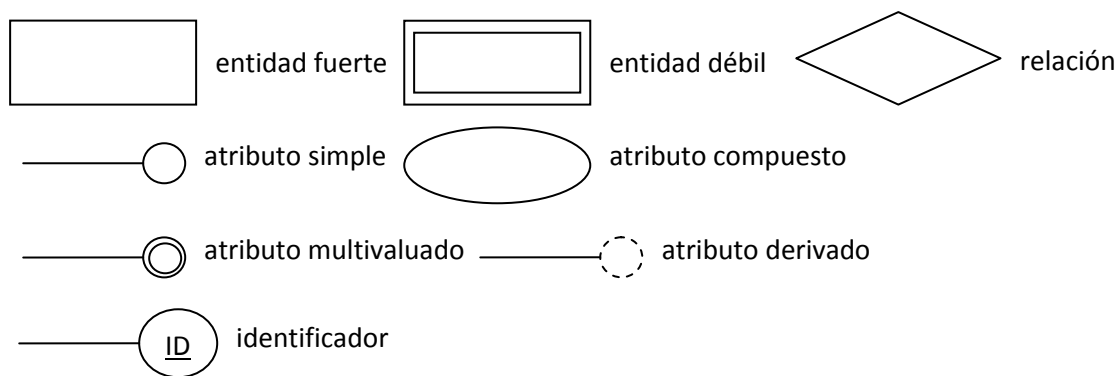 entidad fuerte entidad débil relación
atributo simple atributo compuesto
atributo multivaluado atributo derivado
ID identificador